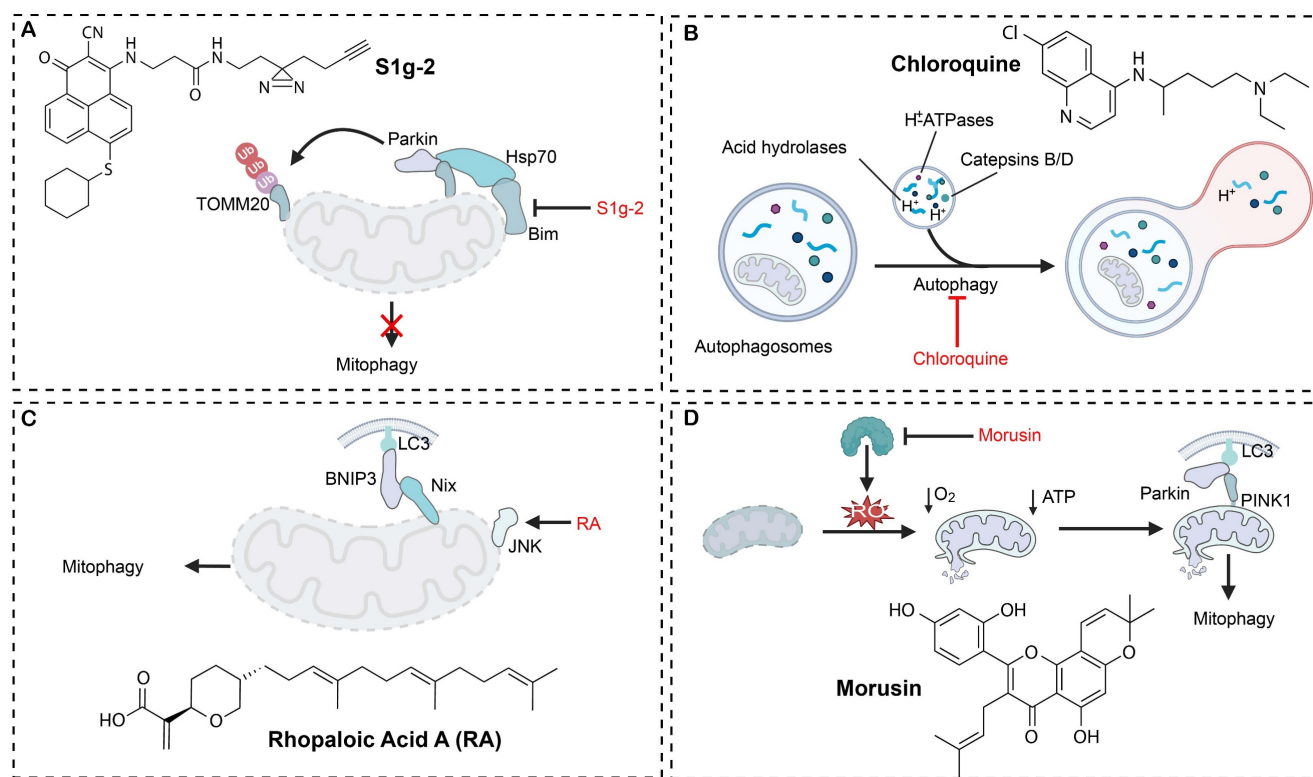 A
CN
O
H
N
H
N
O
N
N
S
S1g-2
Parkin
Hsp70
Ub
Ub
Ub
TOMM20
S1g-2
Bim
Mitophagy
B
Chloroquine
Cl
HN
N
N
H±ATPases
Acid hydrolases
Catepsins B/D
H+
H+
H+
Autophagy
Autophagosomes
Chloroquine
C
LC3
BNIP3
Nix
RA
JNK
Mitophagy
O
HO
O
Rhopaloic Acid A (RA)
D
Morusin
LC3
Parkin
PINK1
O2
ATP
Mitophagy
HO
OH
O
O
O
OH
Morusin